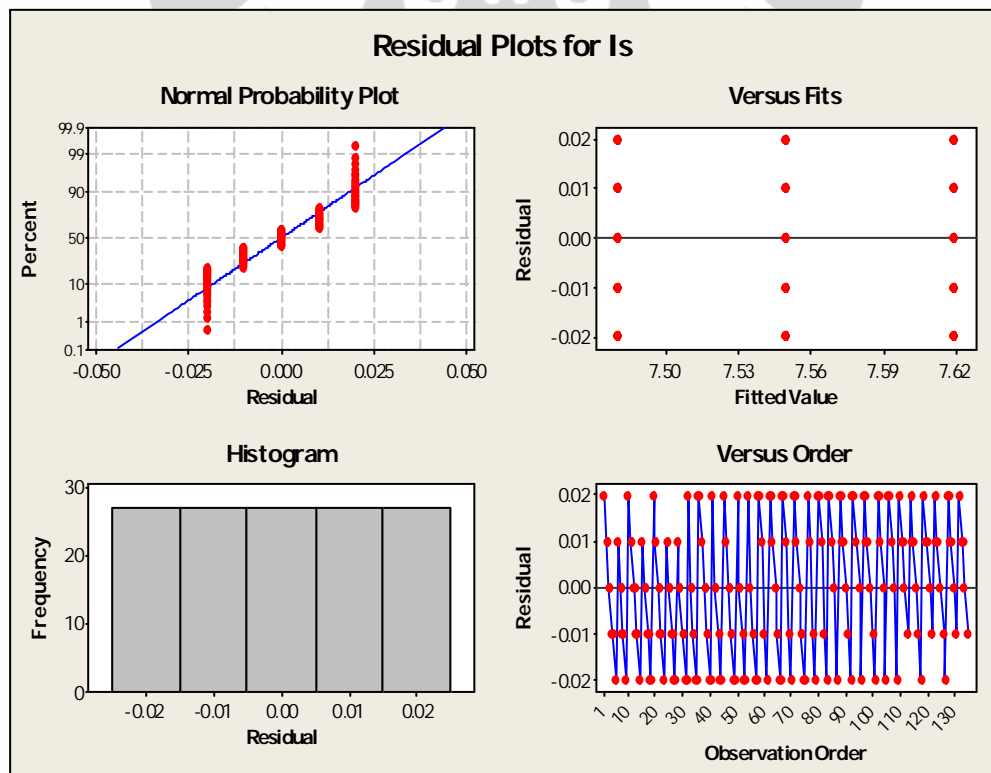 Residual Plots for Is
Normal Probability Plot
99.9
99
90
50
10
1
0.1
Percent
-0.050 -0.025 0.000 0.025 0.050
Residual
Versus Fits
0.02
0.01
0.00
-0.01
-0.02
Residual
7.50 7.53 7.56 7.59 7.62
Fitted Value
Histogram
30
20
10
0
Frequency
-0.02 -0.01 0.00 0.01 0.02
Residual
Versus Order
0.02
0.01
0.00
-0.01
-0.02
Residual
1 10 20 30 40 50 60 70 80 90 100 110 120 130
Observation Order